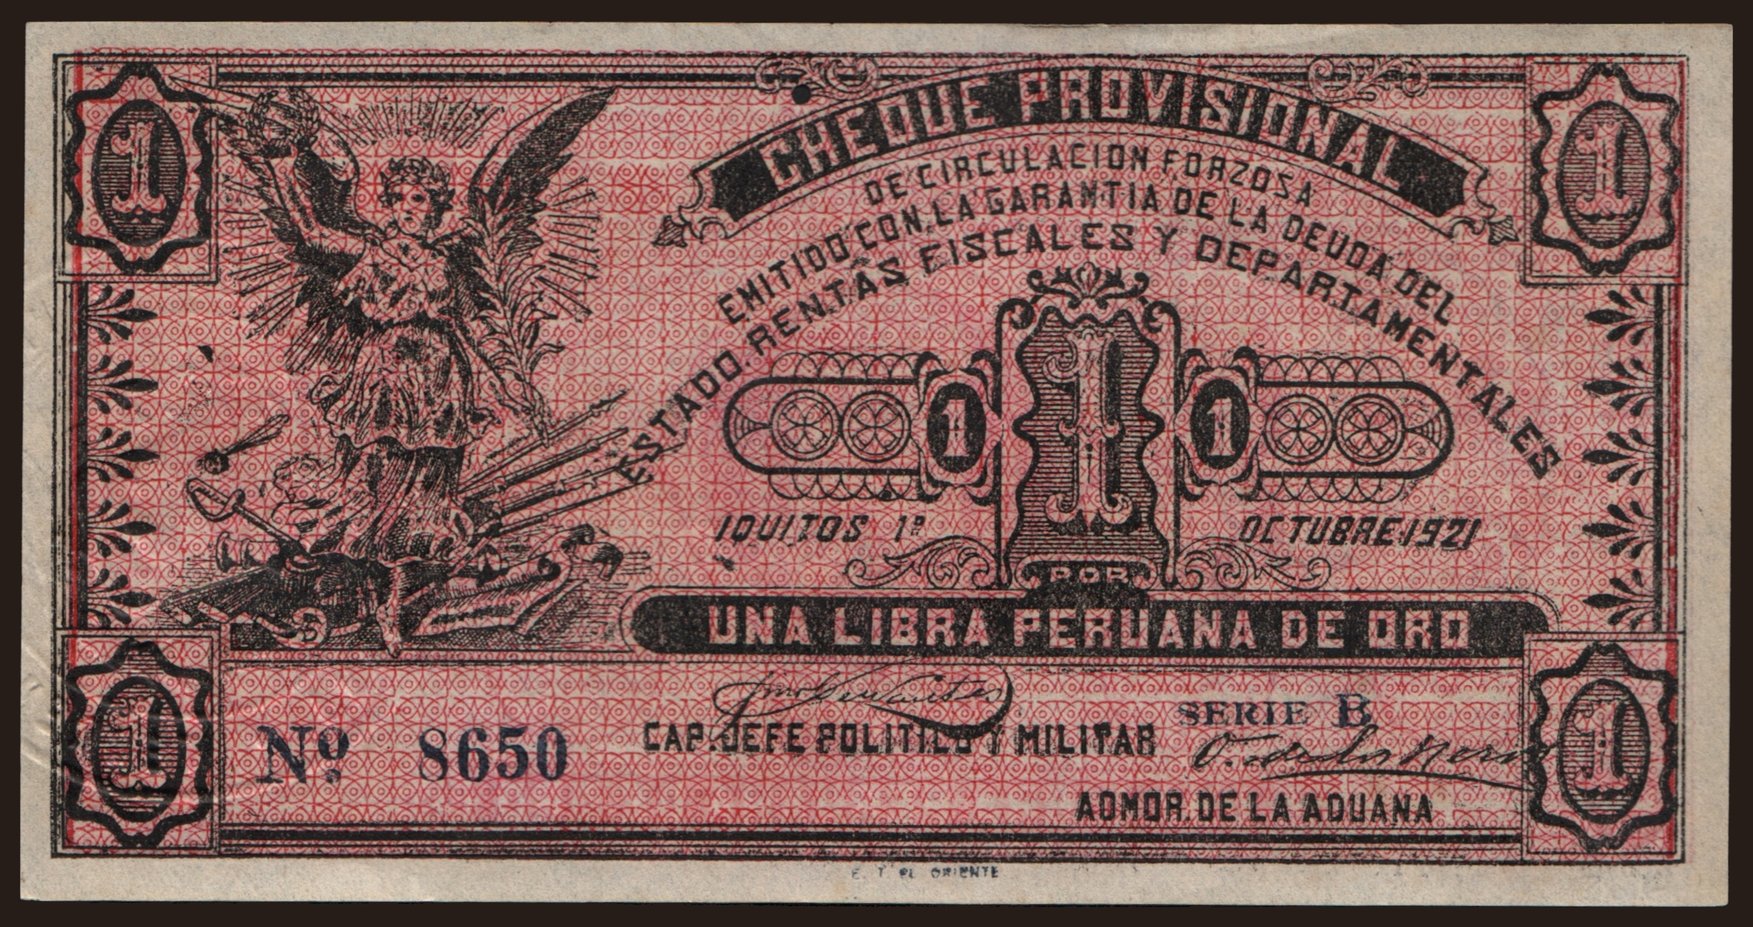 1
1
CHEQUE PROVISIONAL
DE CIRCULACION FORZOSA
EMITIDO CON LA GARANTIA DE LA DEUDA DEL
ESTADO. RENTAS FISCALES Y DEPARTAMENTALES
1 1 1
IQUITOS 1º OCTUBRE 1921
POR
UNA LIBRA PERUANA DE ORO
1
1
SERIE B
Nº 8650
CAP. JEFE POLITICO Y MILITAR
ADMOR. DE LA ADUANA
E. T. EL ORIENTE